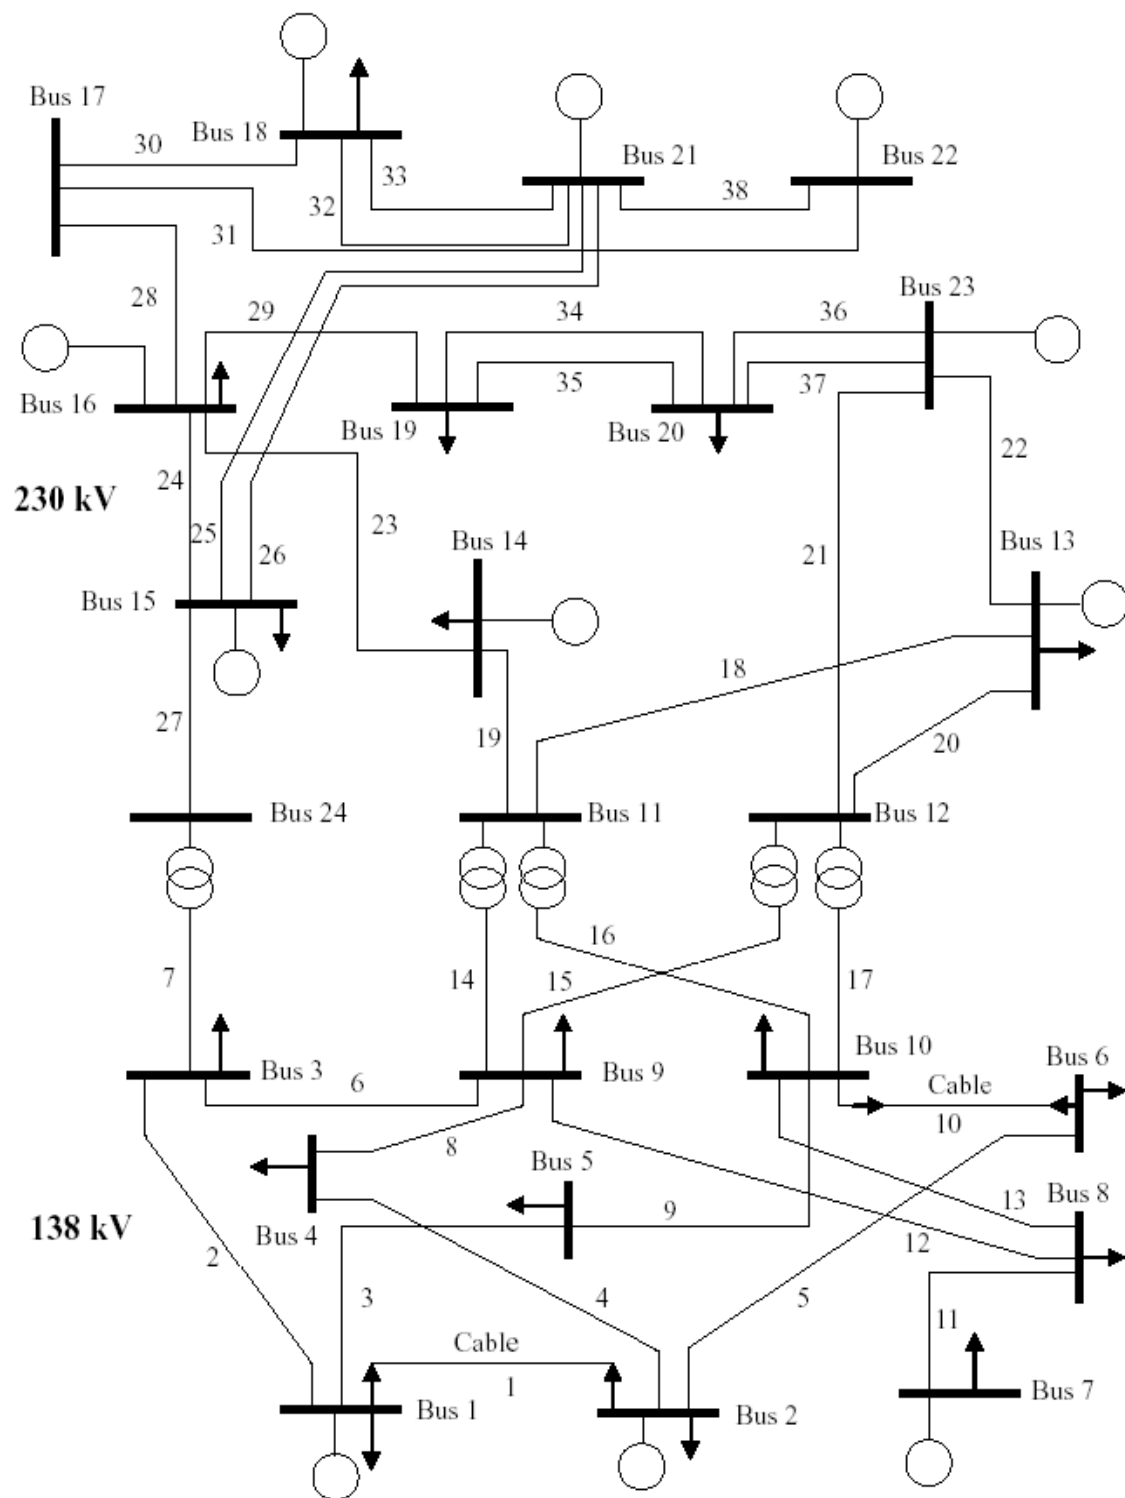 Bus 17
Bus 18
Bus 21
Bus 22
30
33
32
38
31
28
29
34
36
Bus 23
35
37
Bus 16
Bus 19
Bus 20
22
24
230 kV
25
26
23
Bus 14
21
Bus 13
Bus 15
18
27
19
20
Bus 24
Bus 11
Bus 12
16
7
14
15
17
Bus 3
6
Bus 9
Bus 10
Bus 6
Cable
10
8
Bus 5
Bus 4
138 kV
9
13
Bus 8
12
2
3
4
5
11
Cable
1
Bus 1
Bus 2
Bus 7